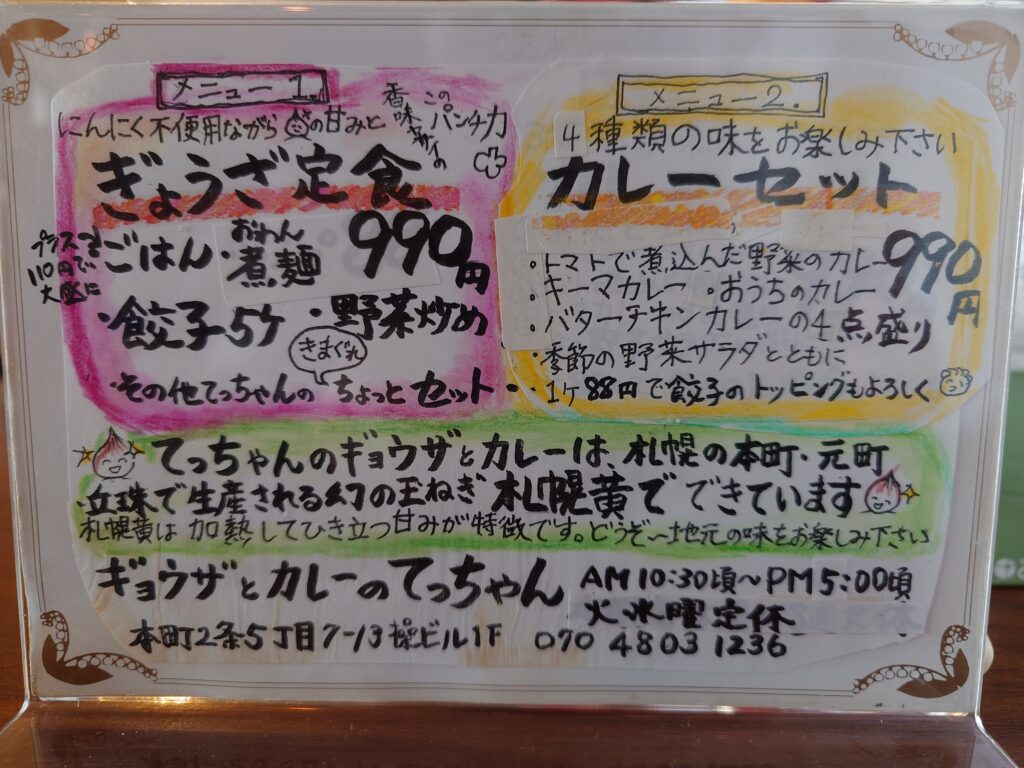 メニュー1.
にんにく不使用ながら の甘みと香味ヤサイのこのパンチ力
ぎょうざ定食
990円
プラス
110円で
大盛に
・ごはん ・おわん煮麺
・餃子5ケ ・野菜炒め
きまぐれ
・その他てっちゃんのちょっとセット・・
メニュー2.
4種類の味をお楽しみ下さい
カレーセット
990円
・トマトで煮込んだ野菜のカレー
・キーマカレー ・おうちのカレー
・バターチキンカレーの4点盛り
・季節の野菜サラダとともに
・1ケ88円で餃子のトッピングもよろしく
てっちゃんのギョウザとカレーは、札幌の本町・元町
・丘珠で生産される幻の玉ねぎ 札幌黄でできています
札幌黄は加熱してひき立つ甘みが特徴です。どうぞ〜地元の味をお楽しみ下さい
ギョウザとカレーのてっちゃん
AM10:30頃〜PM5:00頃
火水曜定休
本町2条5丁目7-13 操ビル1F 070 4803 1236